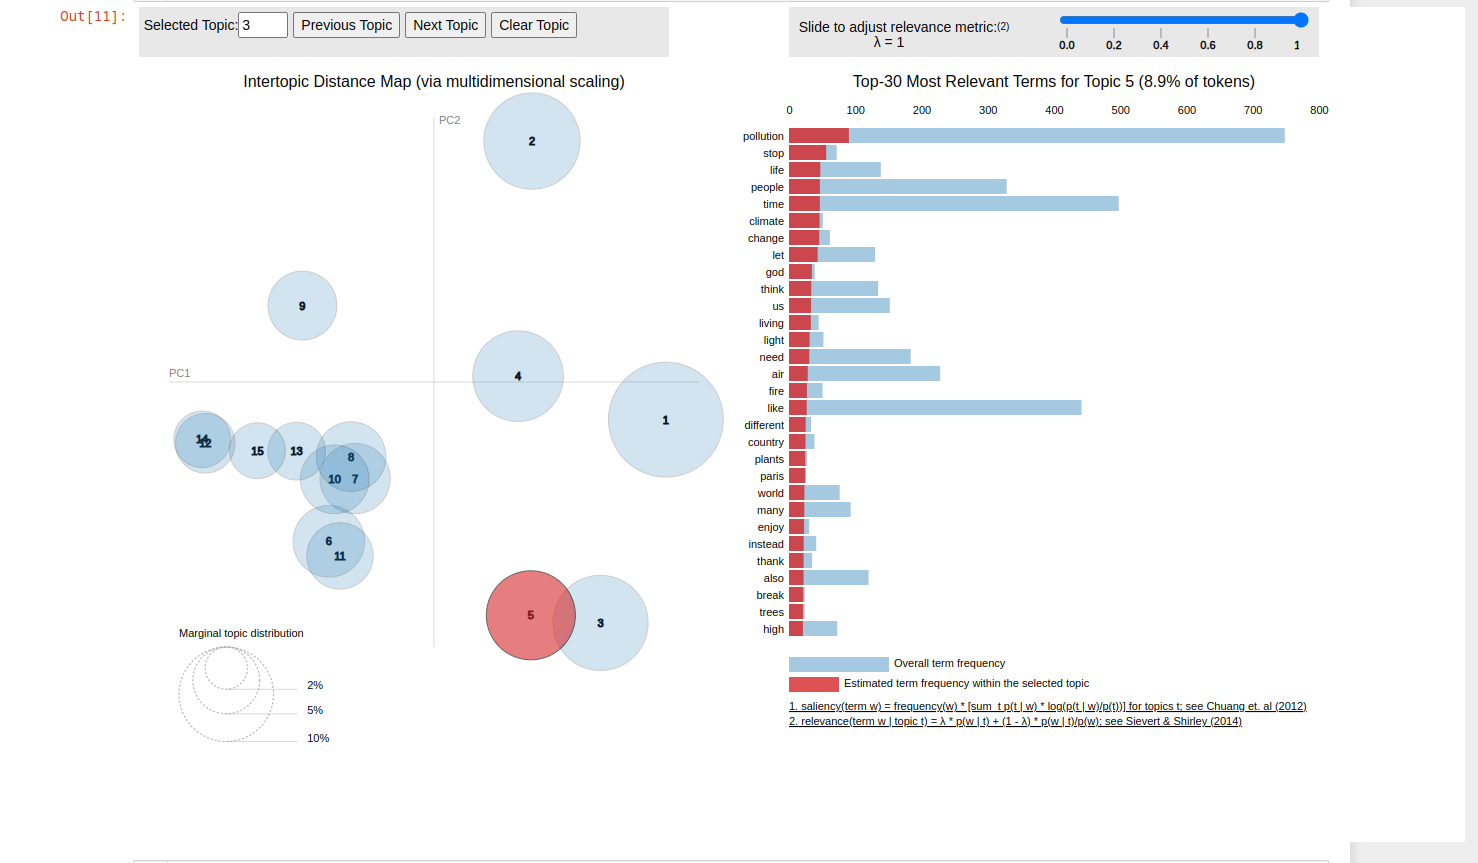 Out[11]:
Selected Topic: 3 Previous Topic Next Topic Clear Topic
Slide to adjust relevance metric:(2)
λ = 1
0.0 0.2 0.4 0.6 0.8 1
Intertopic Distance Map (via multidimensional scaling)
PC2
PC1
2
9
4
1
14
12
15
13
8
10
7
6
11
5
3
Marginal topic distribution
2%
5%
10%
Top-30 Most Relevant Terms for Topic 5 (8.9% of tokens)
0 100 200 300 400 500 600 700 800
pollution
stop
life
people
time
climate
change
let
god
think
us
living
light
need
air
fire
like
different
country
plants
paris
world
many
enjoy
instead
thank
also
break
trees
high
Overall term frequency
Estimated term frequency within the selected topic
1. saliency(term w) = frequency(w) * [sum_t p(t | w) * log(p(t | w)/p(t))] for topics t; see Chuang et. al (2012)
2. relevance(term w | topic t) = λ * p(w | t) + (1 - λ) * p(w | t)/p(w); see Sievert & Shirley (2014)